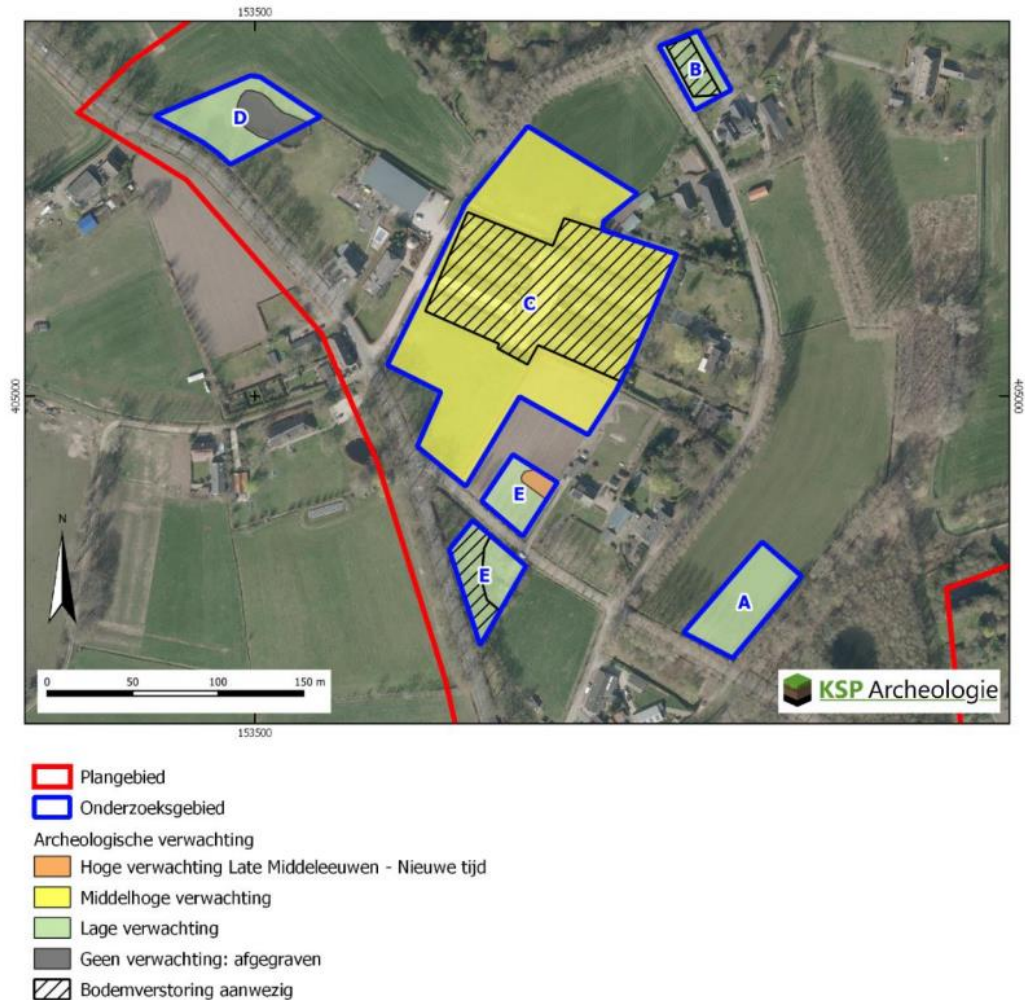 153500
B
D
C
405000
405000
E
N
E
A
0 50 100 150 m
KSP Archeologie
153500
Plangebied
Onderzoeksgebied
Archeologische verwachting
Hoge verwachting Late Middeleeuwen - Nieuwe tijd
Middelhoge verwachting
Lage verwachting
Geen verwachting: afgegraven
Bodemverstoring aanwezig